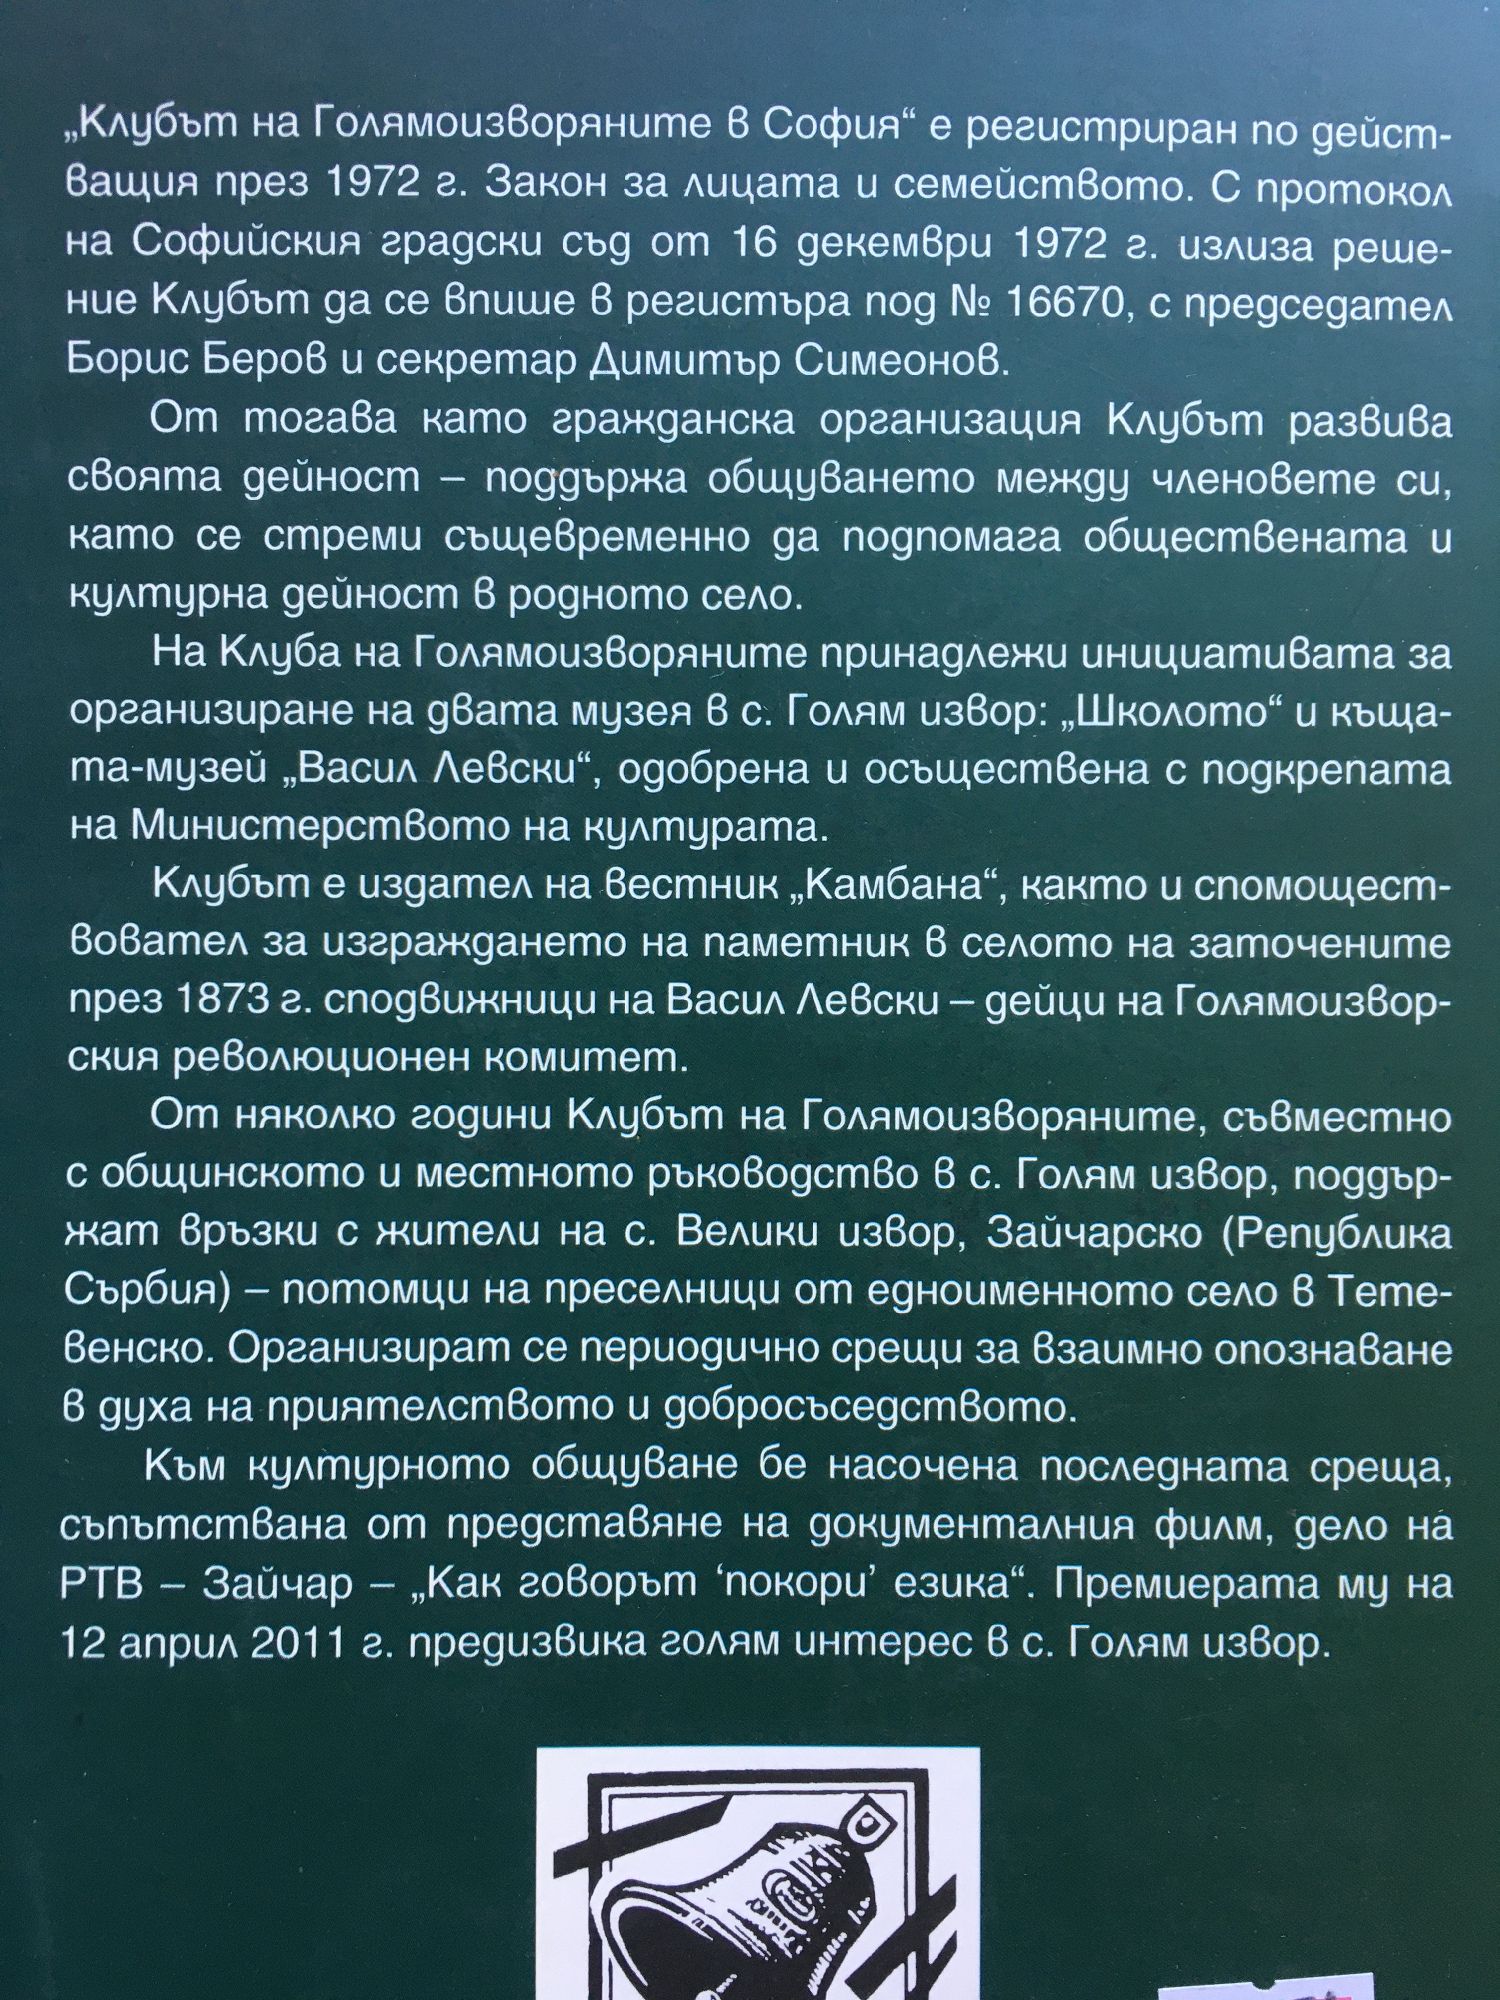 „Клубът на Голямоизворяните в София“ е регистриран по дейст-
ващия през 1972 г. Закон за лицата и семейството. С протокол
на Софийския градски съд от 16 декември 1972 г. излиза реше-
ние Клубът да се впише в регистъра под № 16670, с председател
Борис Беров и секретар Димитър Симеонов.
От тогава като гражданска организация Клубът развива
своята дейност – поддържа общуването между членовете си,
като се стреми същевременно да подпомага обществената и
културна дейност в родното село.
На Клуба на Голямоизворяните принадлежи инициативата за
организиране на двата музея в с. Голям извор: „Школото“ и къща-
та-музей „Васил Левски“, одобрена и осъществена с подкрепата
на Министерството на културата.
Клубът е издател на вестник „Камбана“, както и спомощест-
вовател за изграждането на паметник в селото на заточените
през 1873 г. сподвижници на Васил Левски – дейци на Голямоизвор-
ския революционен комитет.
От няколко години Клубът на Голямоизворяните, съвместно
с общинското и местното ръководство в с. Голям извор, поддър-
жат връзки с жители на с. Велики извор, Зайчарско (Република
Сърбия) – потомци на преселници от едноименното село в Тете-
венско. Организират се периодично срещи за взаимно опознаване
в духа на приятелството и добросъседството.
Към културното общуване бе насочена последната среща,
съпътствана от представяне на документалния филм, дело на
РТВ – Зайчар – „Как говорът ‘покори’ езика“. Премиерата му на
12 април 2011 г. предизвика голям интерес в с. Голям извор.